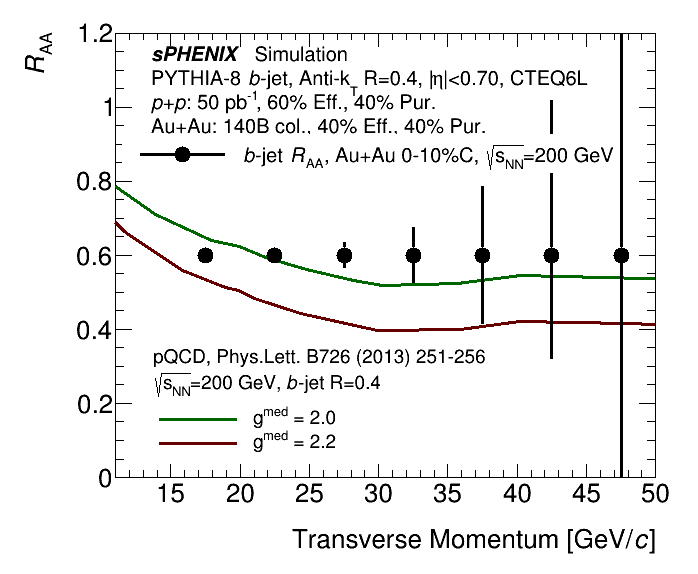 R_AA
1.2
sPHENIX Simulation
PYTHIA-8 b-jet, Anti-k_T R=0.4, |η|<0.70, CTEQ6L
p+p: 50 pb⁻¹, 60% Eff., 40% Pur.
1
Au+Au: 140B col., 40% Eff., 40% Pur.
b-jet R_AA, Au+Au 0-10%C, √s_NN=200 GeV
0.8
0.6
0.4
pQCD, Phys.Lett. B726 (2013) 251-256
√s_NN=200 GeV, b-jet R=0.4
0.2
g^med = 2.0
g^med = 2.2
0
15 20 25 30 35 40 45 50
Transverse Momentum [GeV/c]